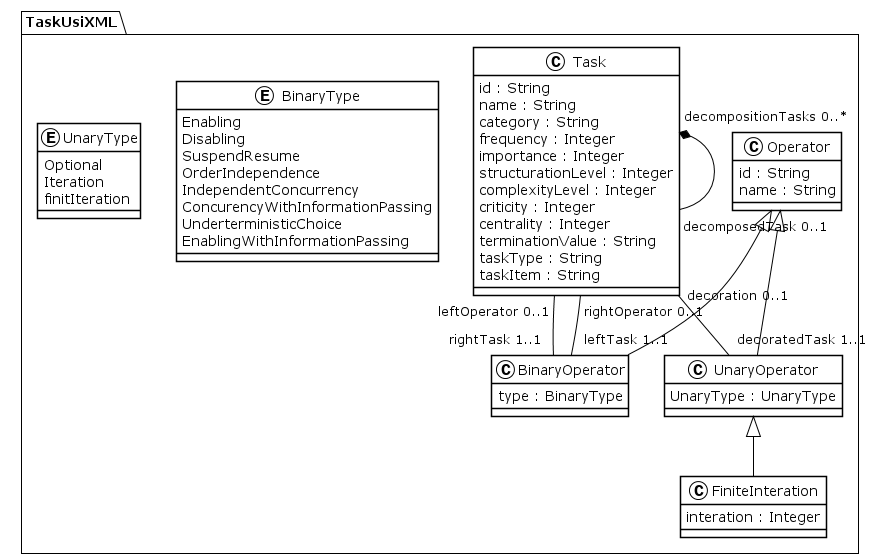 TaskUsiXML
E UnaryType
Optional
Iteration
finitIteration
E BinaryType
Enabling
Disabling
SuspendResume
OrderIndependence
IndependentConcurrency
ConcurencyWithInformationPassing
UnderterministicChoice
EnablingWithInformationPassing
C Task
id : String
name : String
category : String
frequency : Integer
importance : Integer
structurationLevel : Integer
complexityLevel : Integer
criticity : Integer
centrality : Integer
terminationValue : String
taskType : String
taskItem : String
decompositionTasks 0..*
C Operator
id : String
name : String
decomposedTask 0..1
leftOperator 0..1
rightOperator 0..1
decoration 0..1
rightTask 1..1
leftTask 1..1
decoratedTask 1..1
C BinaryOperator
type : BinaryType
C UnaryOperator
UnaryType : UnaryType
C FiniteInteration
interation : Integer